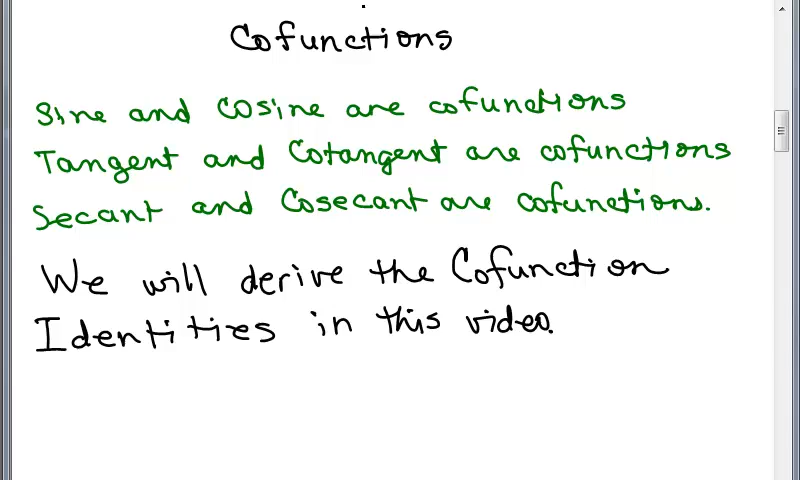 Cofunctions
Sine and Cosine are cofunctions
Tangent and Cotangent are cofunctions
Secant and Cosecant are cofunctions.
We will derive the Cofunction
Identities in this video.